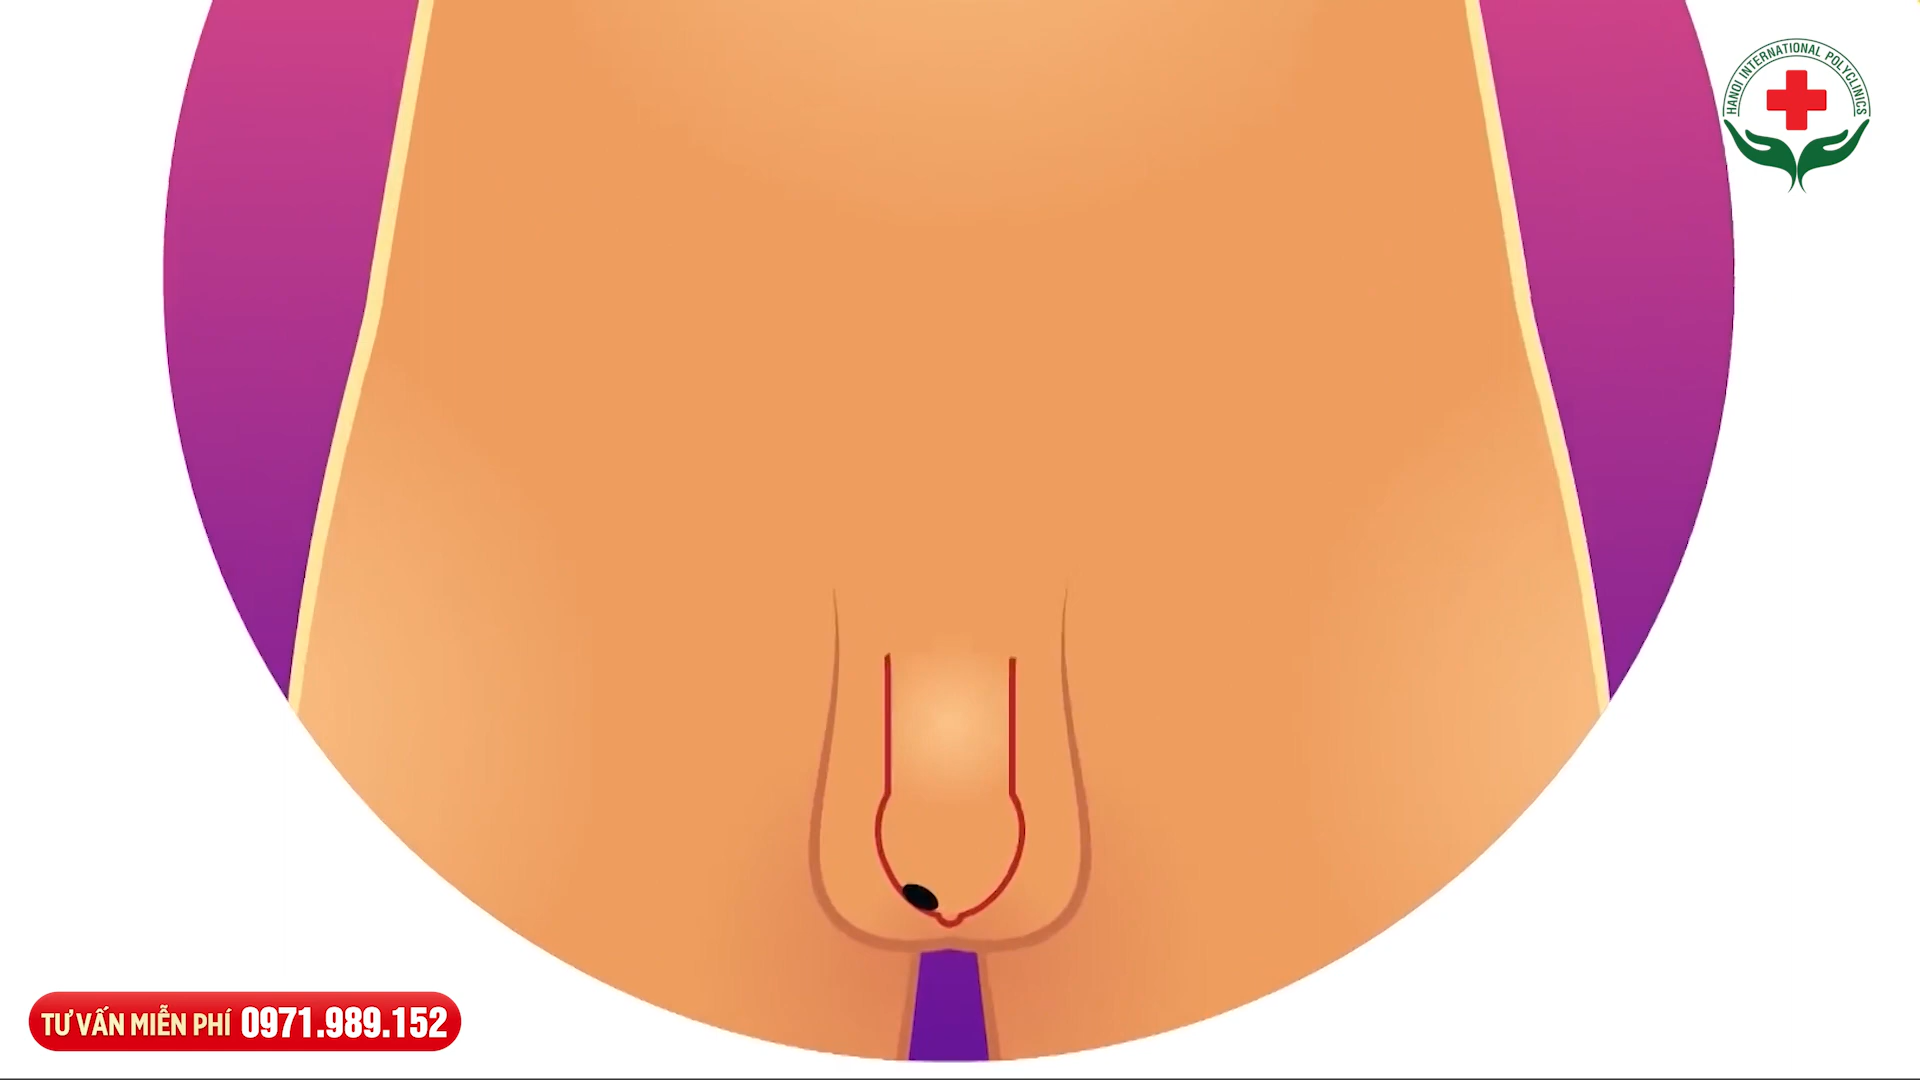 HANOI INTERNATIONAL POLYCLINICS
TƯ VẤN MIỄN PHÍ 0971.989.152